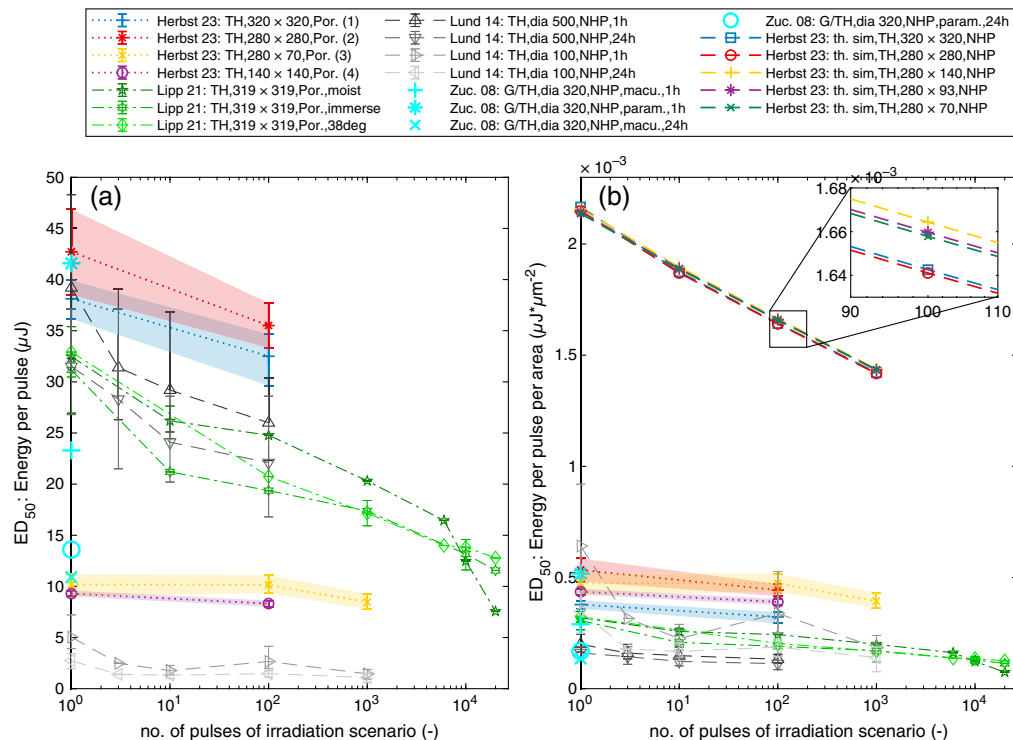 Herbst 23: TH,320 × 320,Por. (1)
Herbst 23: TH,280 × 280,Por. (2)
Herbst 23: TH,280 × 70,Por. (3)
Herbst 23: TH,140 × 140,Por. (4)
Lipp 21: TH,319 × 319,Por.,moist
Lipp 21: TH,319 × 319,Por.,immerse
Lipp 21: TH,319 × 319,Por.,38deg
Lund 14: TH,dia 500,NHP,1h
Lund 14: TH,dia 500,NHP,24h
Lund 14: TH,dia 100,NHP,1h
Lund 14: TH,dia 100,NHP,24h
Zuc. 08: G/TH,dia 320,NHP,macu.,1h
Zuc. 08: G/TH,dia 320,NHP,param.,1h
Zuc. 08: G/TH,dia 320,NHP,macu.,24h
Zuc. 08: G/TH,dia 320,NHP,param.,24h
Herbst 23: th. sim,TH,320 × 320,NHP
Herbst 23: th. sim,TH,280 × 280,NHP
Herbst 23: th. sim,TH,280 × 140,NHP
Herbst 23: th. sim,TH,280 × 93,NHP
Herbst 23: th. sim,TH,280 × 70,NHP
(a)
ED50: Energy per pulse (μJ)
50
45
40
35
30
25
20
15
10
5
0
10^0 10^1 10^2 10^3 10^4
no. of pulses of irradiation scenario (-)
× 10^-3
(b)
ED50: Energy per pulse per area (μJ*μm^-2)
2
1.5
1
0.5
0
10^0 10^1 10^2 10^3 10^4
no. of pulses of irradiation scenario (-)
× 10^-3
1.68
1.66
1.64
90 100 110